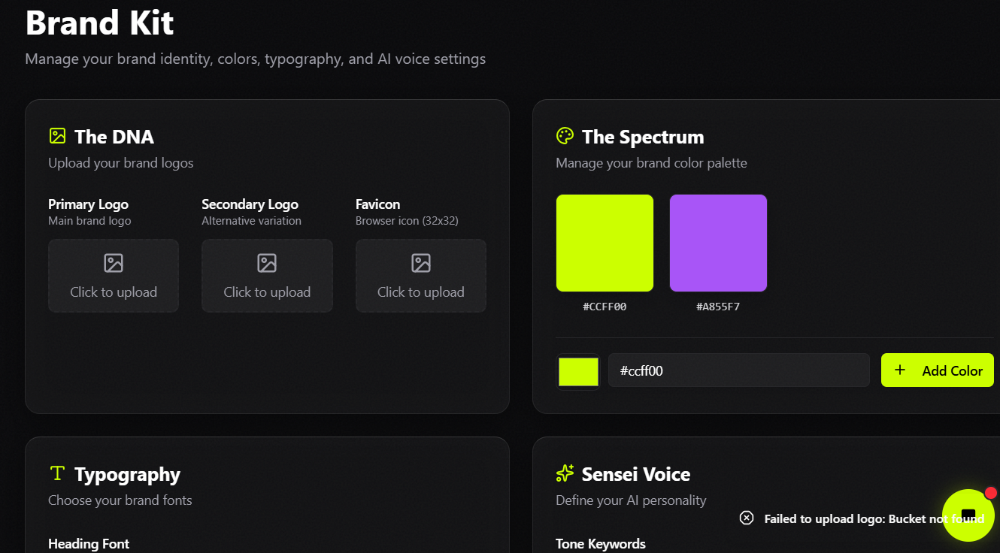 Brand Kit
Manage your brand identity, colors, typography, and AI voice settings
The DNA
Upload your brand logos
Primary Logo
Main brand logo
Click to upload
Secondary Logo
Alternative variation
Click to upload
Favicon
Browser icon (32x32)
Click to upload
The Spectrum
Manage your brand color palette
#CCFF00
#A855F7
#ccff00
+ Add Color
Typography
Choose your brand fonts
Heading Font
Sensei Voice
Define your AI personality
Tone Keywords
Failed to upload logo: Bucket not found